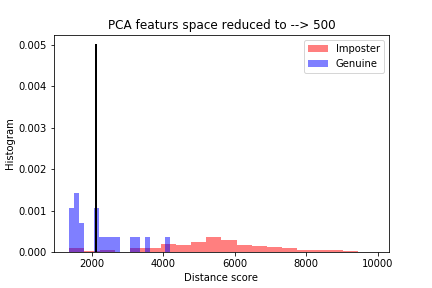 PCA featurs space reduced to --> 500
Imposter
Genuine
Histogram
0.005
0.004
0.003
0.002
0.001
0.000
2000 4000 6000 8000 10000
Distance score